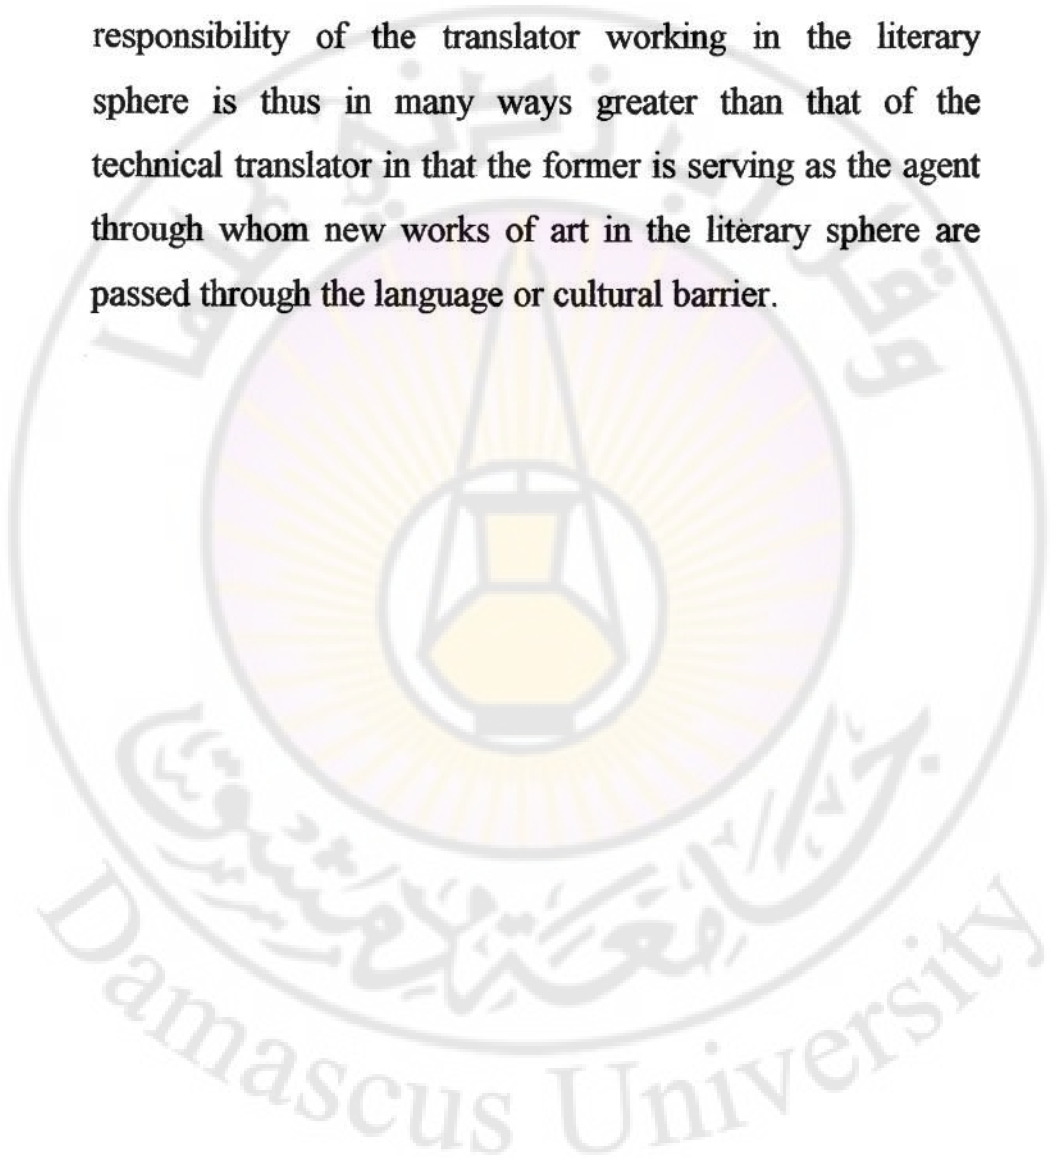 responsibility of the translator working in the literary
sphere is thus in many ways greater than that of the
technical translator in that the former is serving as the agent
through whom new works of art in the literary sphere are
passed through the language or cultural barrier.
جامعة دمشق
Damascus University